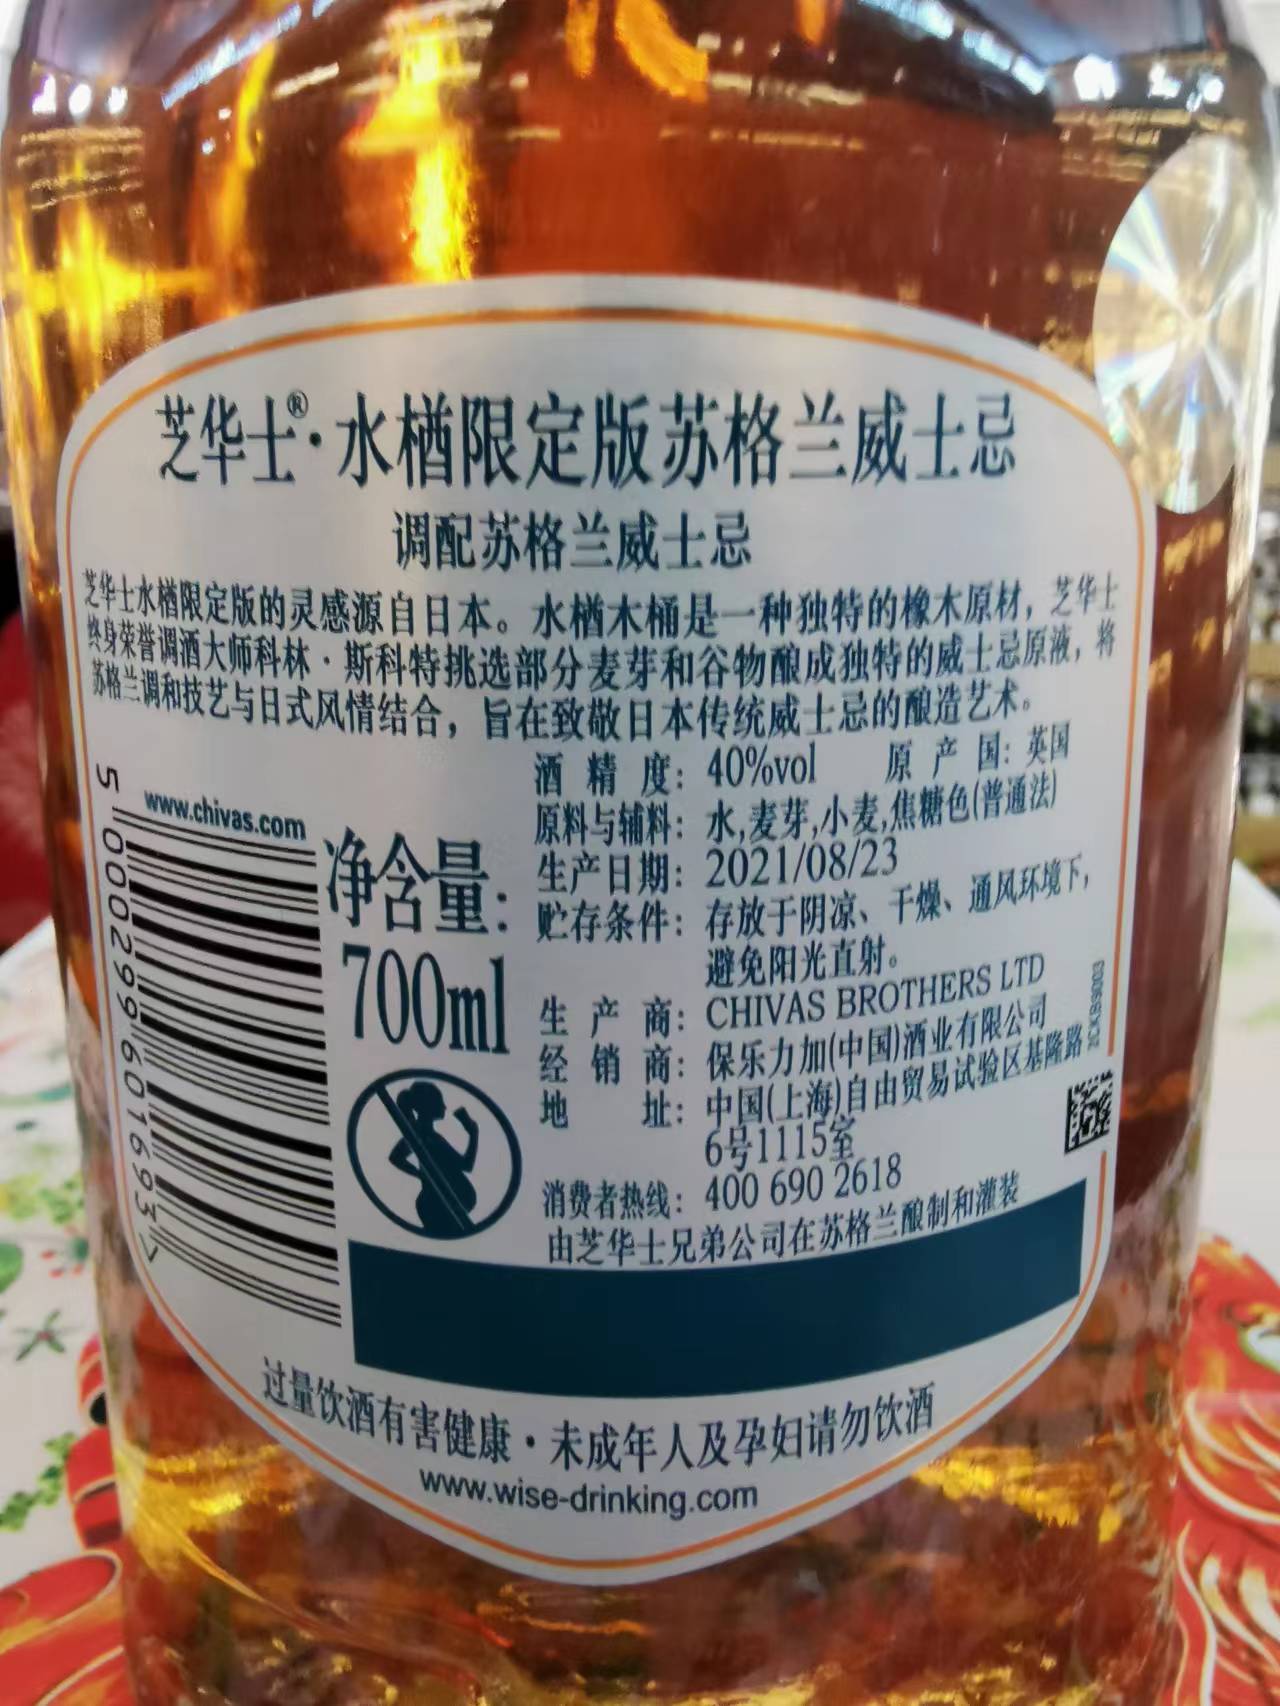 芝华士®·水楢限定版苏格兰威士忌
调配苏格兰威士忌
芝华士水楢限定版的灵感源自日本。水楢木桶是一种独特的橡木原材，芝华士
终身荣誉调酒大师科林·斯科特挑选部分麦芽和谷物酿成独特的威士忌原液，将
苏格兰调和技艺与日式风情结合，旨在致敬日本传统威士忌的酿造艺术。
酒精度：40%vol 原产国：英国
原料与辅料：水,麦芽,小麦,焦糖色(普通法)
生产日期：2021/08/23
贮存条件：存放于阴凉、干燥、通风环境下，
避免阳光直射。
生产商：CHIVAS BROTHERS LTD
经销商：保乐力加(中国)酒业有限公司
地址：中国(上海)自由贸易试验区基隆路
6号1115室
消费者热线：400 690 2618
由芝华士兄弟公司在苏格兰酿制和灌装
www.chivas.com
5 000299 601693 >
净含量：
700ml
过量饮酒有害健康·未成年人及孕妇请勿饮酒
www.wise-drinking.com